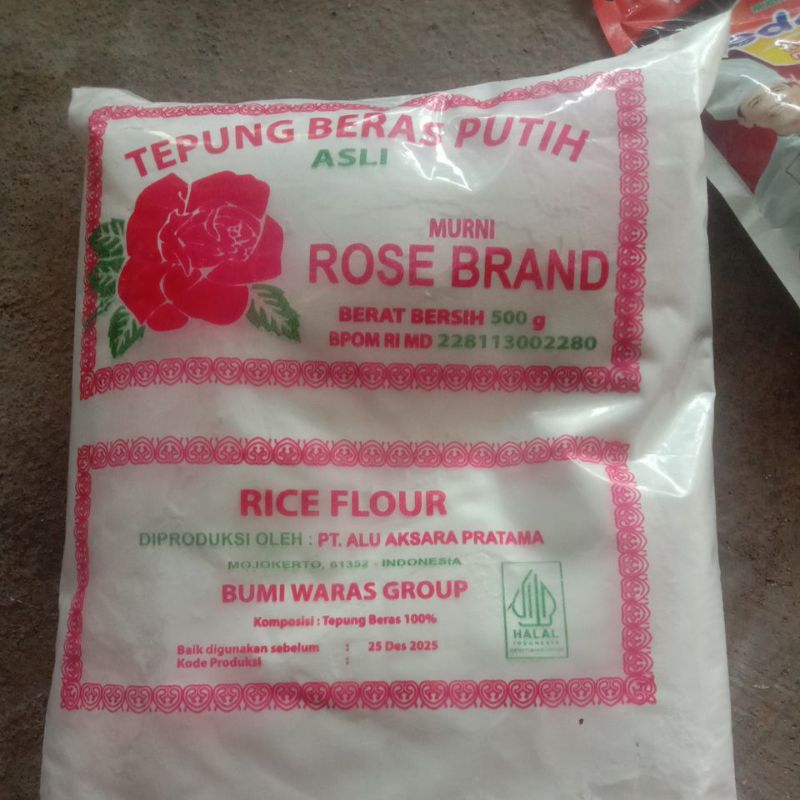 TEPUNG BERAS PUTIH
ASLI
MURNI
ROSE BRAND
BERAT BERSIH 500 g
BPOM RI MD 228113002280
RICE FLOUR
DIPRODUKSI OLEH : PT. ALU AKSARA PRATAMA
MOJOKERTO, 61352 - INDONESIA
BUMI WARAS GROUP
Komposisi : Tepung Beras 100%
HALAL
INDONESIA
Baik digunakan sebelum : 25 Des 2025
Kode Produksi :